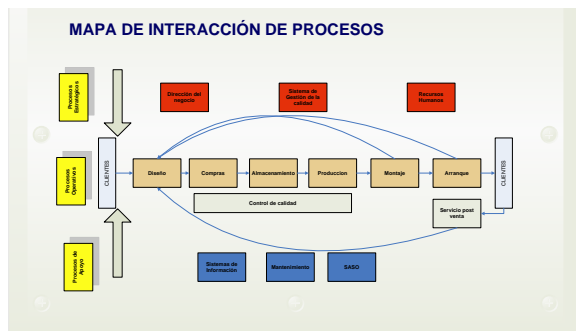 MAPA DE INTERACCIÓN DE PROCESOS
Procesos
Estratégicos
Dirección del
negocio
Sistema de
Gestión de la
calidad
Recursos
Humanos
Procesos
Operativos
CLIENTES
Diseño
Compras
Almacenamiento
Produccion
Montaje
Arranque
CLIENTES
Control de calidad
Servicio post
venta
Procesos de
Apoyo
Sistemas de
Información
Mantenimiento
SASO